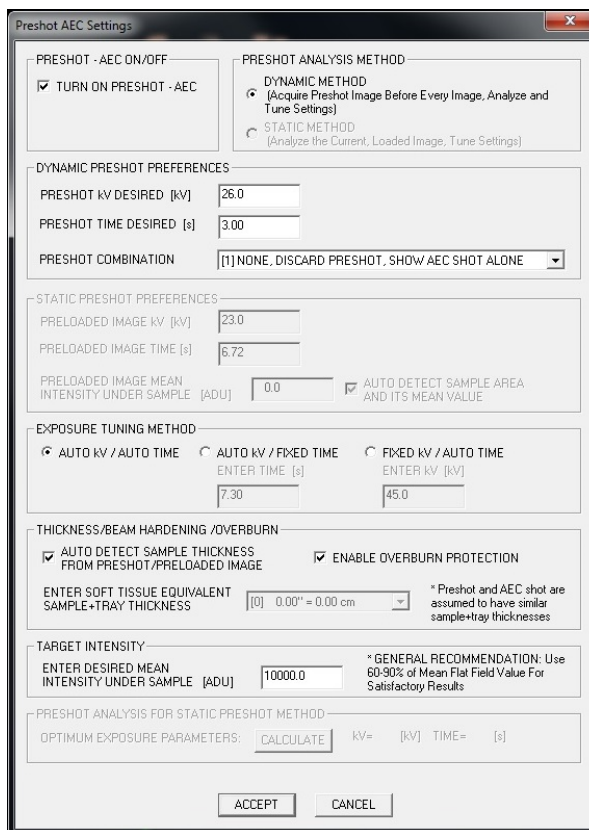 Preshot AEC Settings
PRESHOT - AEC ON/OFF
TURN ON PRESHOT - AEC
PRESHOT ANALYSIS METHOD
DYNAMIC METHOD
(Acquire Preshot Image Before Every Image, Analyze and
Tune Settings)
STATIC METHOD
(Analyze the Current, Loaded Image, Tune Settings)
DYNAMIC PRESHOT PREFERENCES
PRESHOT kV DESIRED [kV] 26.0
PRESHOT TIME DESIRED [s] 3.00
PRESHOT COMBINATION [1] NONE, DISCARD PRESHOT, SHOW AEC SHOT ALONE
STATIC PRESHOT PREFERENCES
PRELOADED IMAGE kV [kV] 23.0
PRELOADED IMAGE TIME [s] 6.72
PRELOADED IMAGE MEAN
INTENSITY UNDER SAMPLE [ADU] 0.0
AUTO DETECT SAMPLE AREA
AND ITS MEAN VALUE
EXPOSURE TUNING METHOD
AUTO kV / AUTO TIME
AUTO kV / FIXED TIME
ENTER TIME [s]
7.30
FIXED kV / AUTO TIME
ENTER kV [kV]
45.0
THICKNESS/BEAM HARDENING /OVERBURN
AUTO DETECT SAMPLE THICKNESS
FROM PRESHOT/PRELOADED IMAGE
ENABLE OVERBURN PROTECTION
ENTER SOFT TISSUE EQUIVALENT
SAMPLE+TRAY THICKNESS
[0] 0.00" = 0.00 cm
* Preshot and AEC shot are
assumed to have similar
sample+tray thicknesses
TARGET INTENSITY
ENTER DESIRED MEAN
INTENSITY UNDER SAMPLE [ADU] 10000.0
* GENERAL RECOMMENDATION: Use
60-90% of Mean Flat Field Value For
Satisfactory Results
PRESHOT ANALYSIS FOR STATIC PRESHOT METHOD
OPTIMUM EXPOSURE PARAMETERS: CALCULATE kV= [kV] TIME= [s]
ACCEPT CANCEL